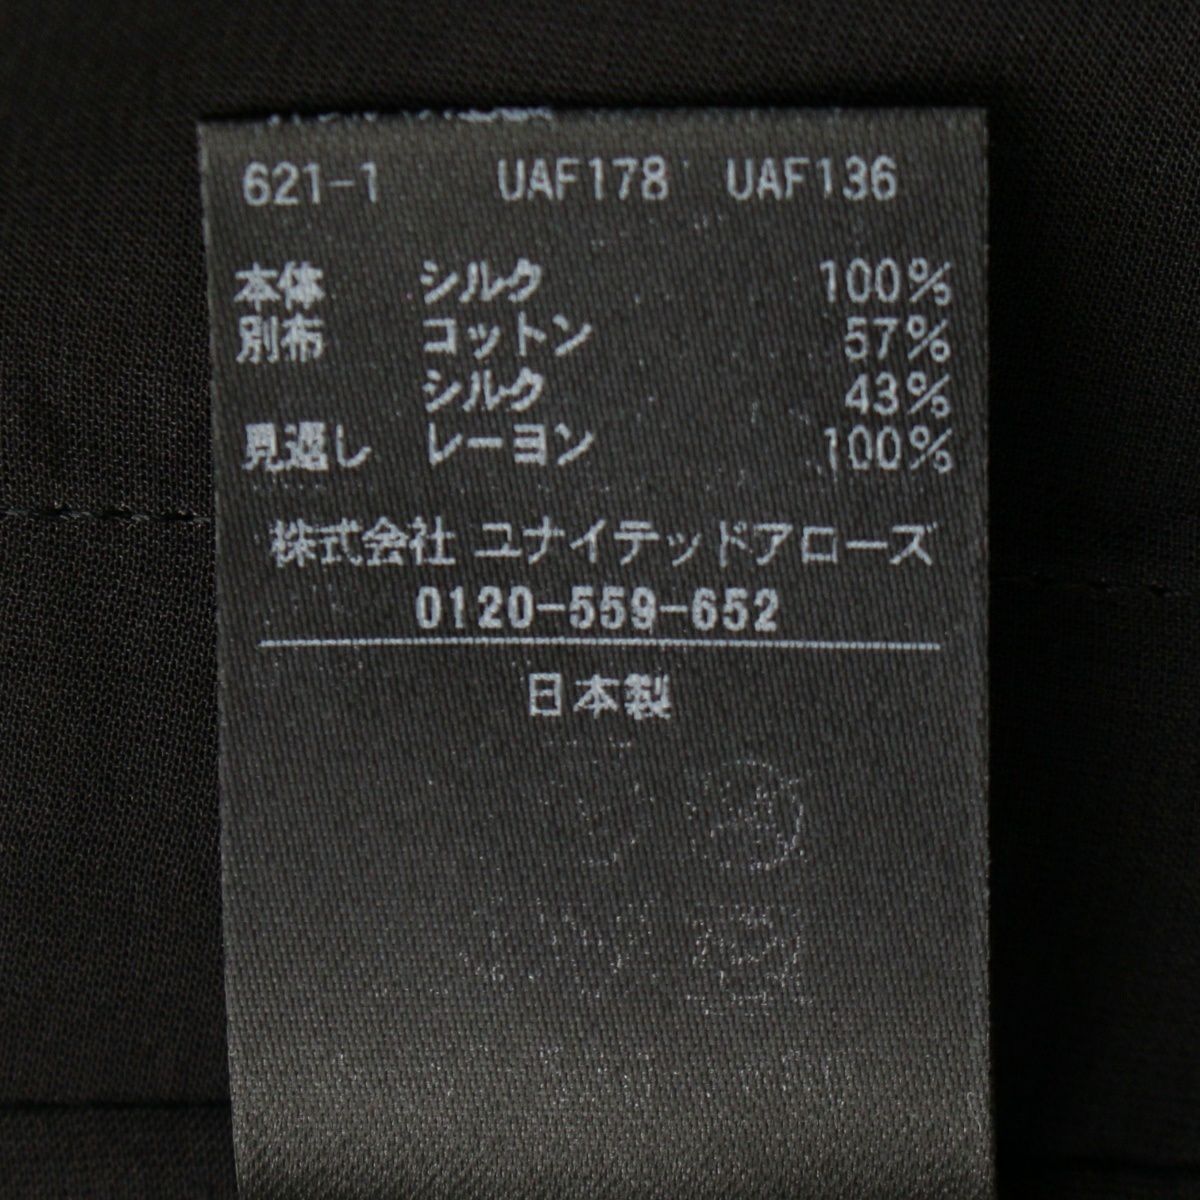 621-1 UAF178 UAF136
本体 シルク 100%
別布 コットン 57%
シルク 43%
見返し レーヨン 100%
株式会社 ユナイテッドアローズ
0120-559-652
日本製